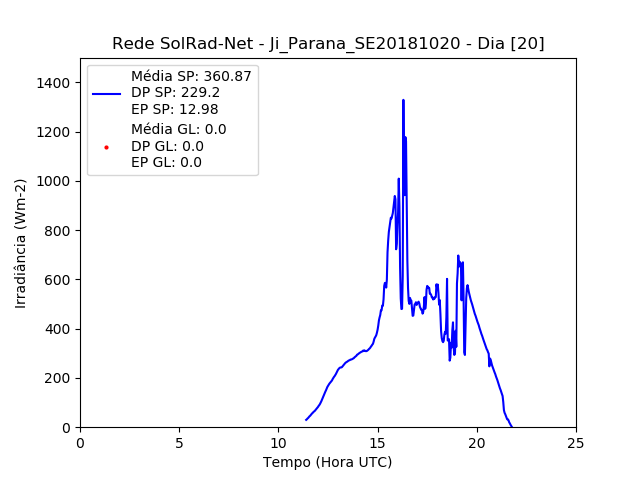 Rede SolRad-Net - Ji_Parana_SE20181020 - Dia [20]
Média SP: 360.87
DP SP: 229.2
EP SP: 12.98
Média GL: 0.0
DP GL: 0.0
EP GL: 0.0
1400
1200
1000
800
600
400
200
0
Irradiância (Wm-2)
0 5 10 15 20 25
Tempo (Hora UTC)